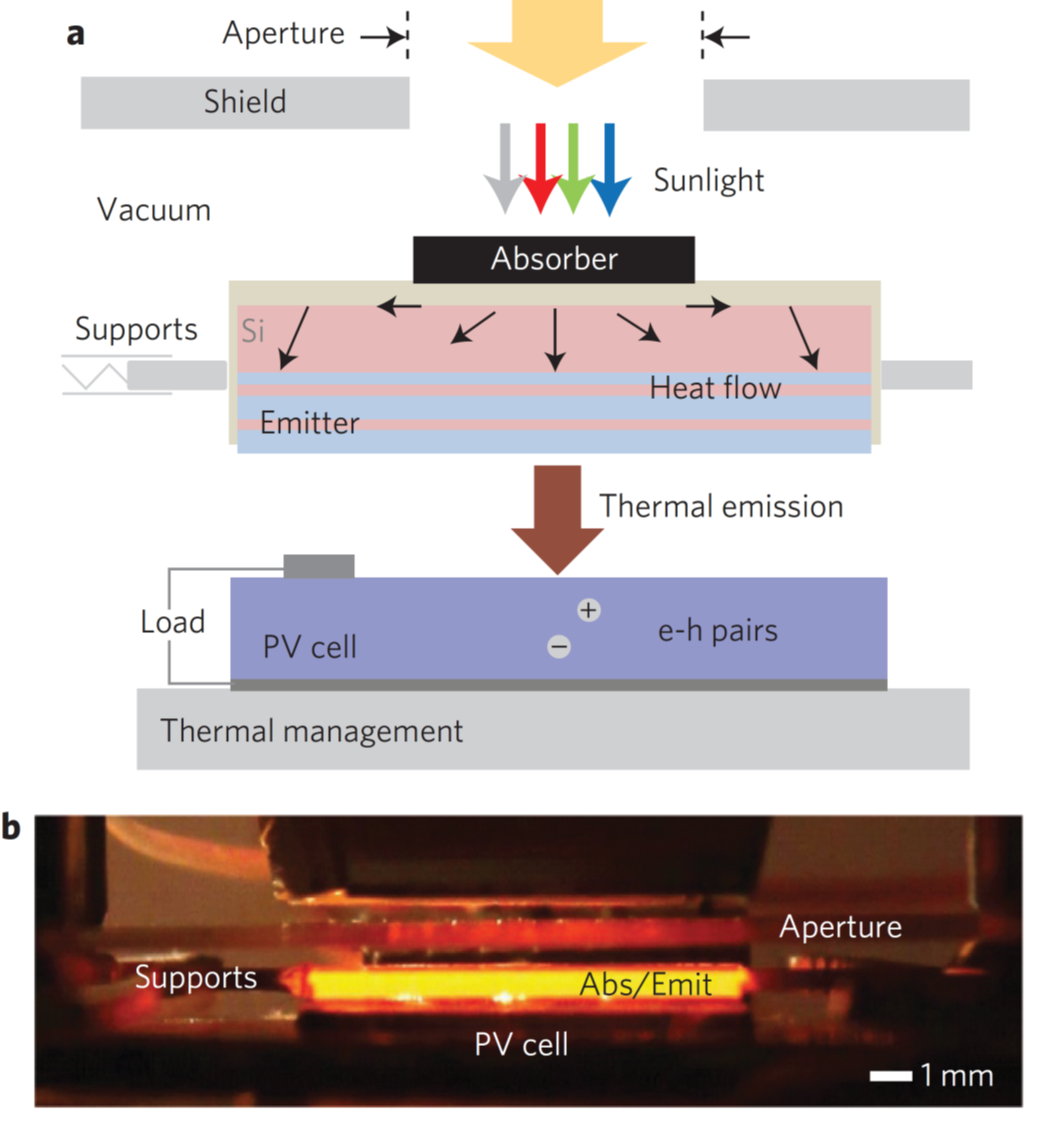 a
Aperture
Shield
Sunlight
Vacuum
Absorber
Supports
Si
Heat flow
Emitter
Thermal emission
+
Load
e-h pairs
PV cell
−
Thermal management
b
Aperture
Supports
Abs/Emit
PV cell
1 mm